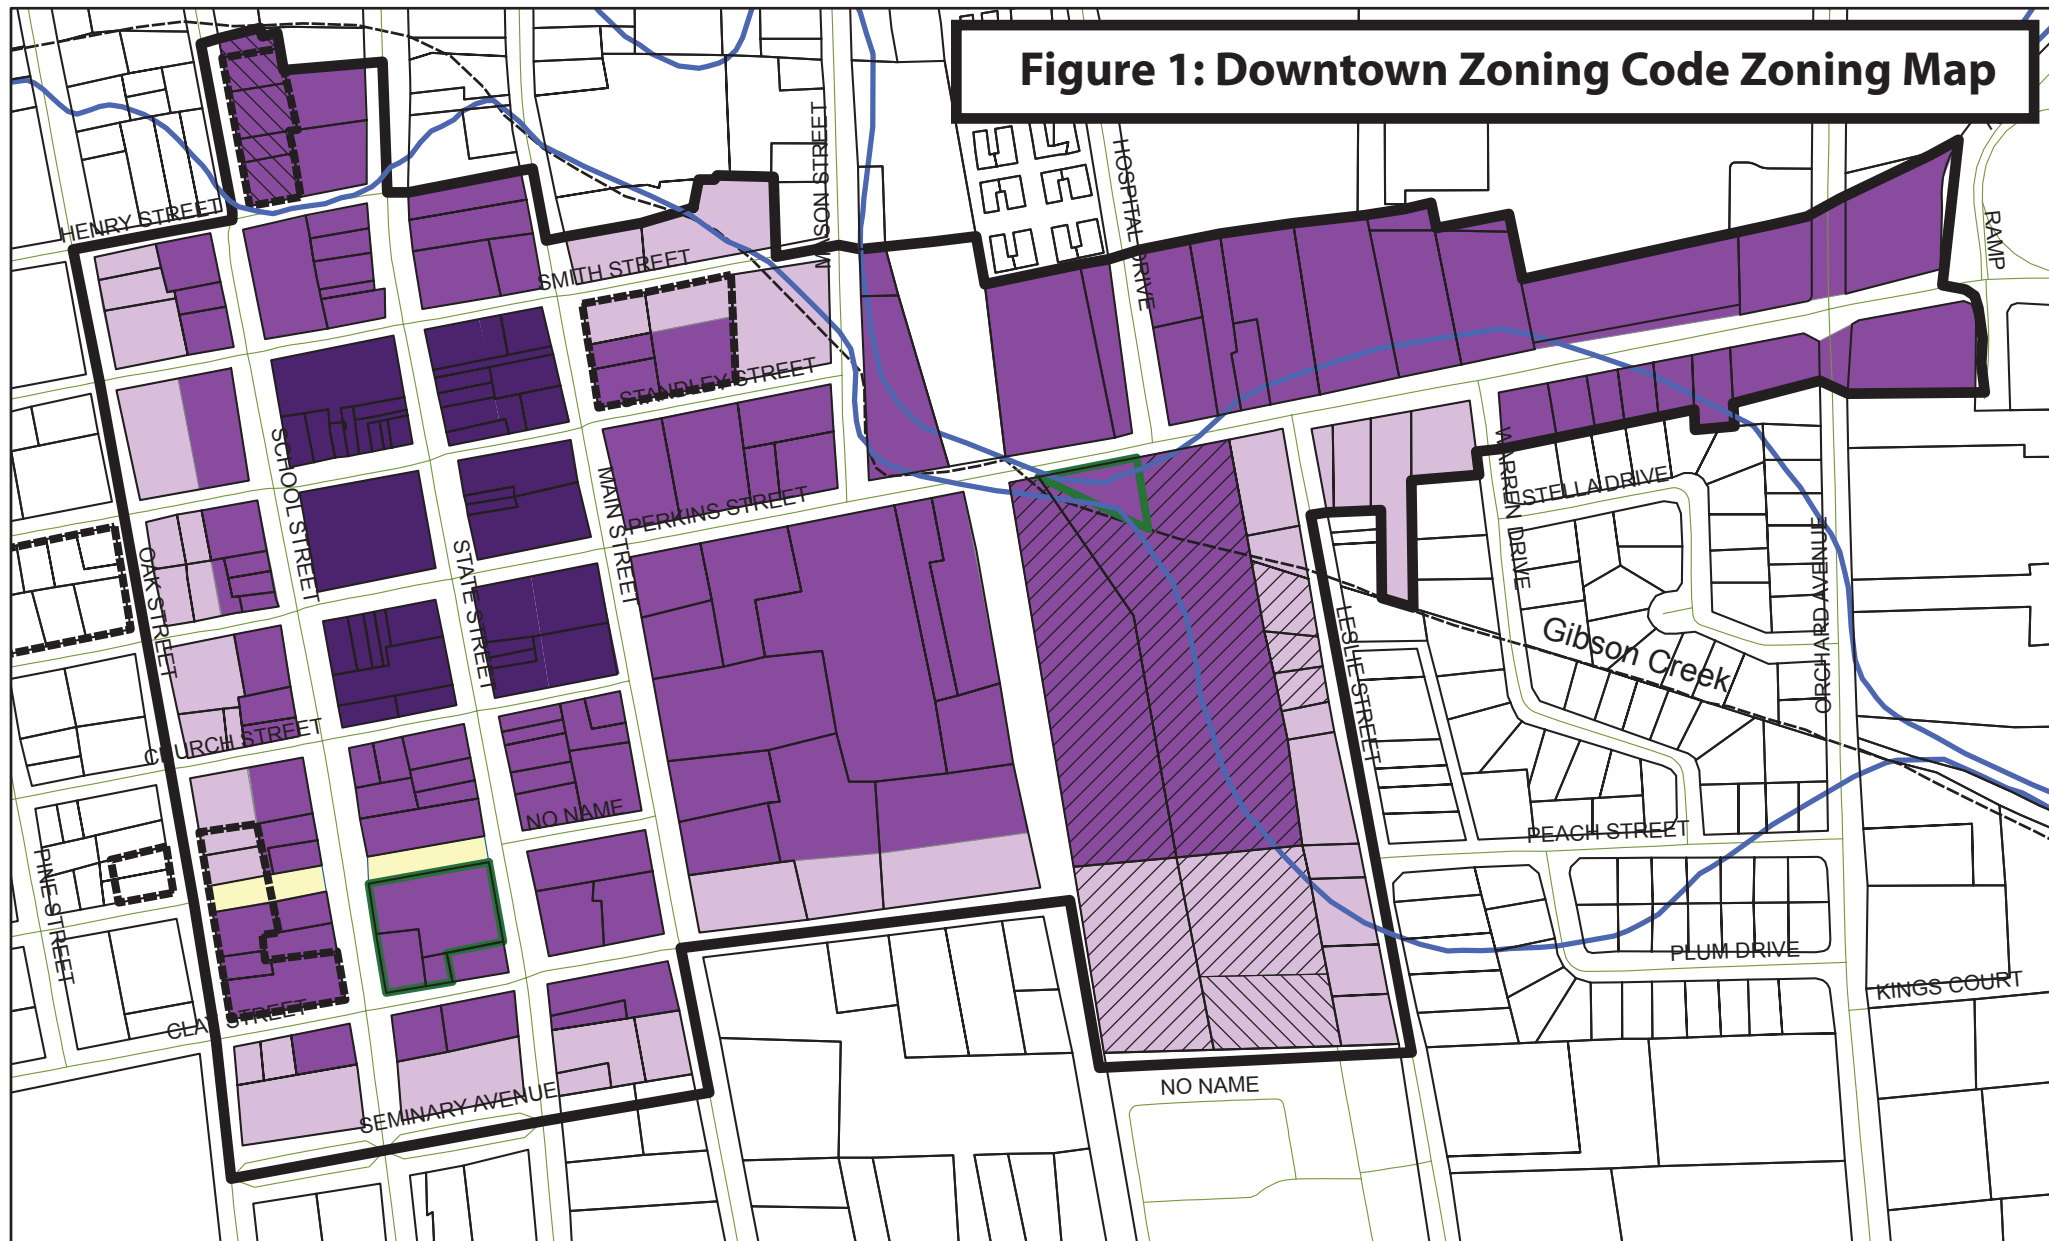 Figure 1: Downtown Zoning Code Zoning Map
MASON STREET
HOSPITAL DRIVE
HENRY STREET
RAMP
SMITH STREET
STANDLEY STREET
SCHOOL STREET
MAIN STREET
PERKINS STREET
WARREN DRIVE
STELLA DRIVE
OAK STREET
STATE STREET
ORCHARD AVENUE
LESLIE STREET
Gibson Creek
CHURCH STREET
NO NAME
PEACH STREET
PINE STREET
PLUM DRIVE
KINGS COURT
CLAY STREET
NO NAME
SEMINARY AVENUE